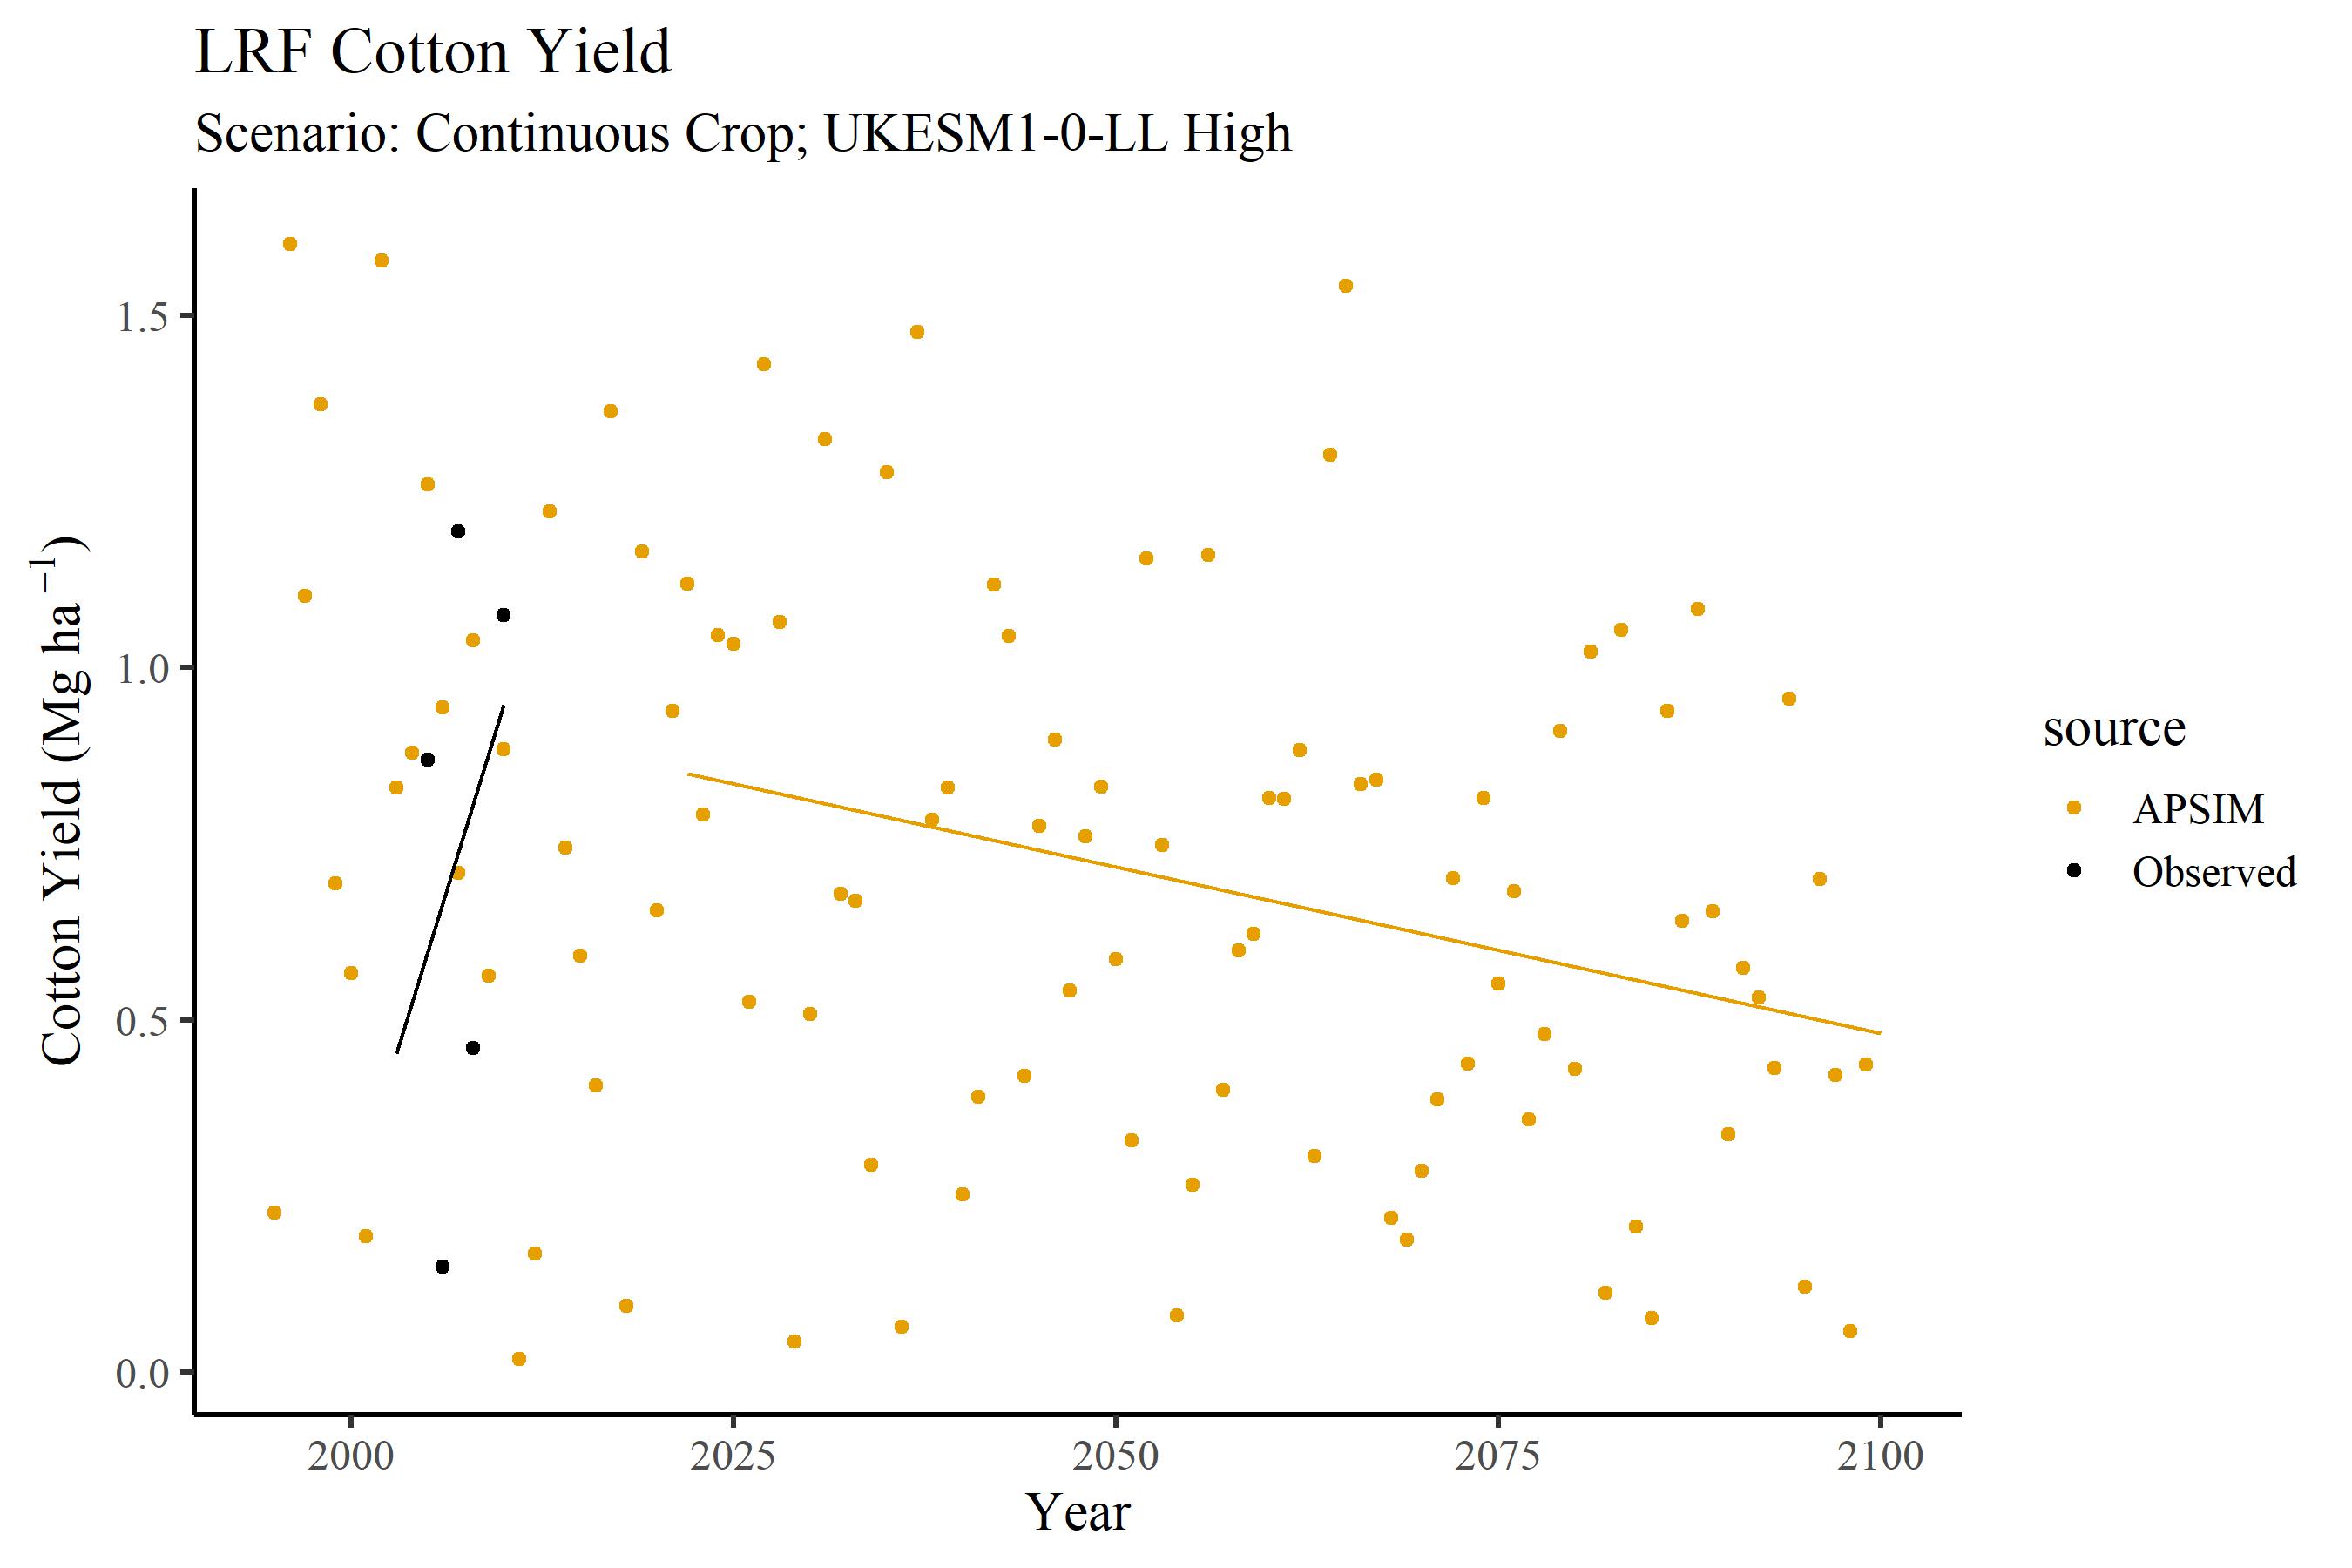 LRF Cotton Yield
Scenario: Continuous Crop; UKESM1-0-LL High
Cotton Yield (Mg ha⁻¹)
1.5
1.0
0.5
0.0
2000 2025 2050 2075 2100
Year
source
APSIM
Observed